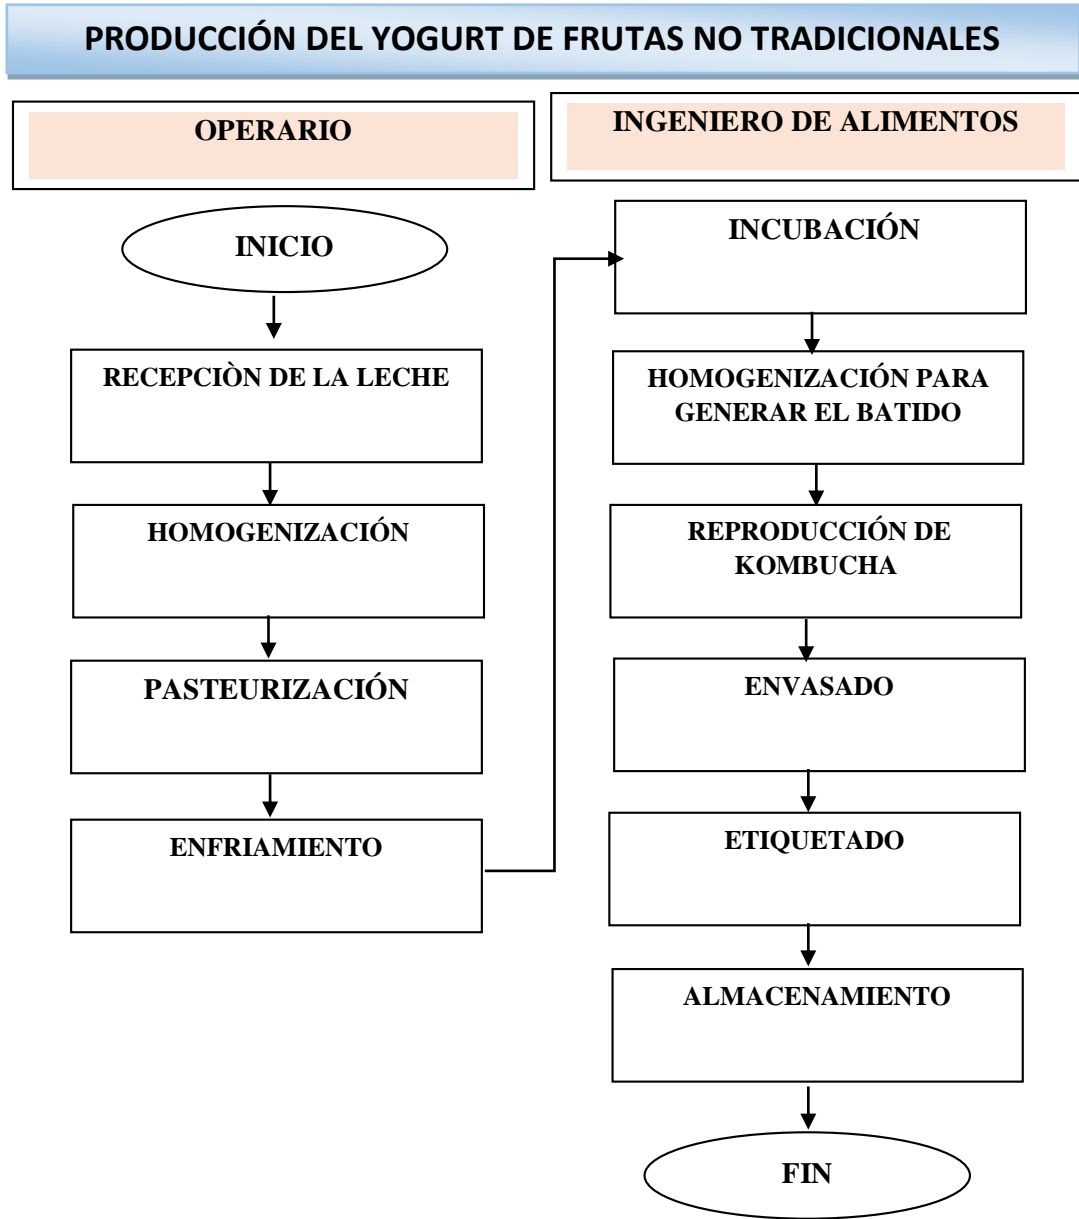 PRODUCCIÓN DEL YOGURT DE FRUTAS NO TRADICIONALES
OPERARIO
INICIO
RECEPCIÒN DE LA LECHE
HOMOGENIZACIÓN
PASTEURIZACIÓN
ENFRIAMIENTO
INGENIERO DE ALIMENTOS
INCUBACIÓN
HOMOGENIZACIÓN PARA
GENERAR EL BATIDO
REPRODUCCIÓN DE
KOMBUCHA
ENVASADO
ETIQUETADO
ALMACENAMIENTO
FIN